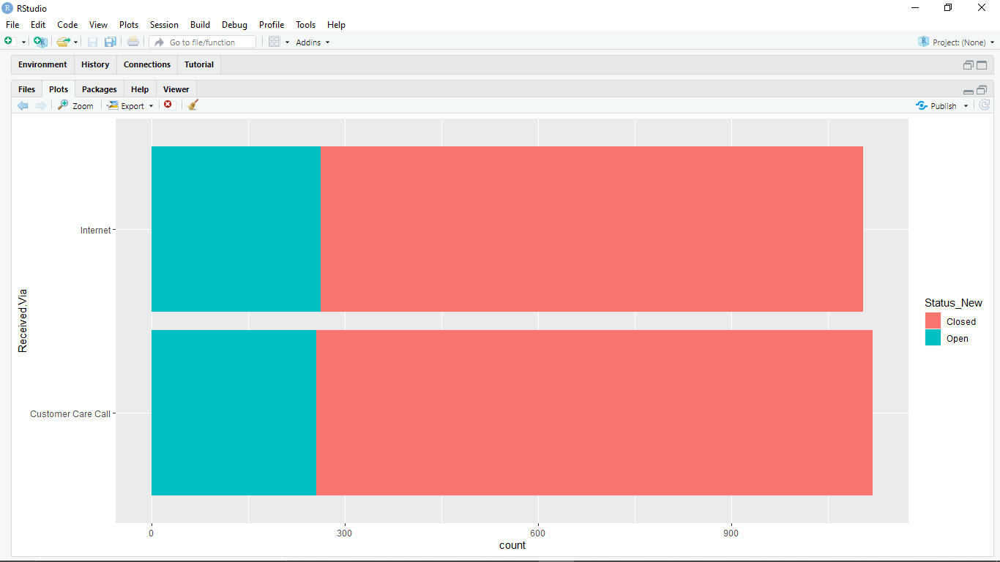 RStudio
File Edit Code View Plots Session Build Debug Profile Tools Help
Go to file/function Addins Project: (None)
Environment History Connections Tutorial
Files Plots Packages Help Viewer
Zoom Export Publish
Internet
Customer Care Call
Received.Via
0 300 600 900
count
Status_New
Closed
Open